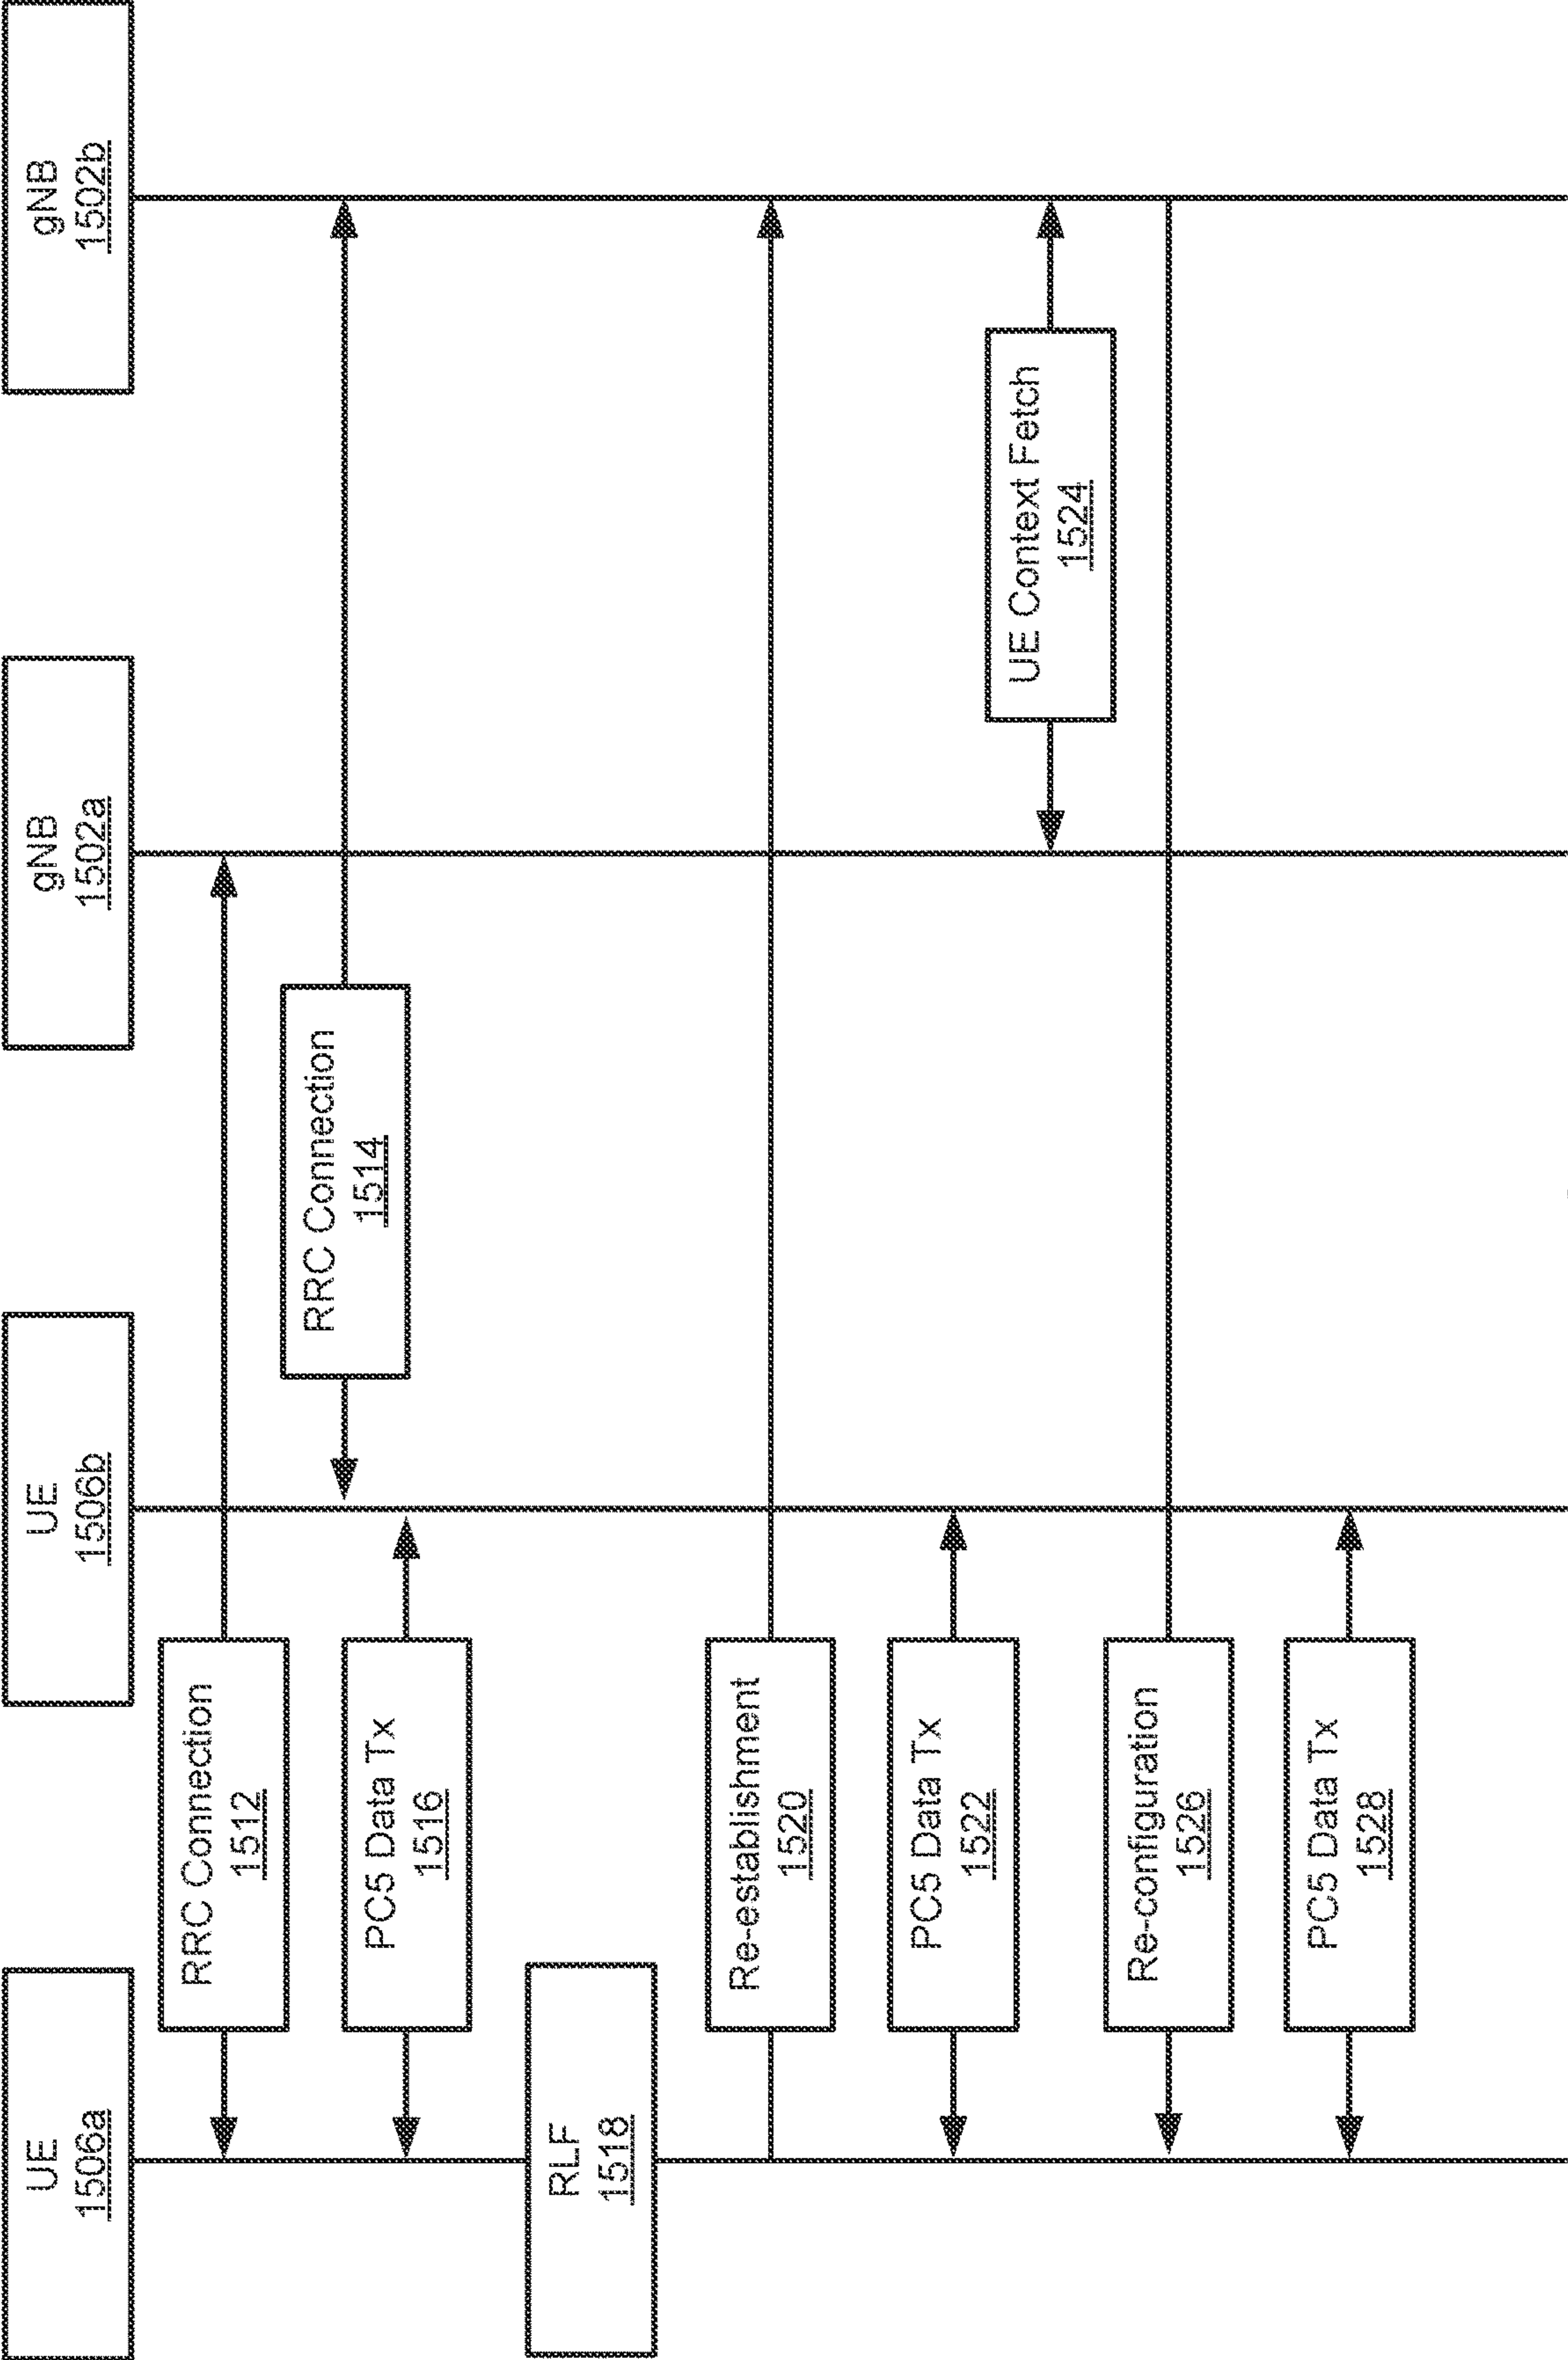 UE
1506a
UE
1506b
gNB
1502a
gNB
1502b
RRC Connection
1512
RRC Connection
1514
PC5 Data Tx
1516
RLF
1518
Re-establishment
1520
PC5 Data Tx
1522
UE Context Fetch
1524
Re-configuration
1526
PC5 Data Tx
1528